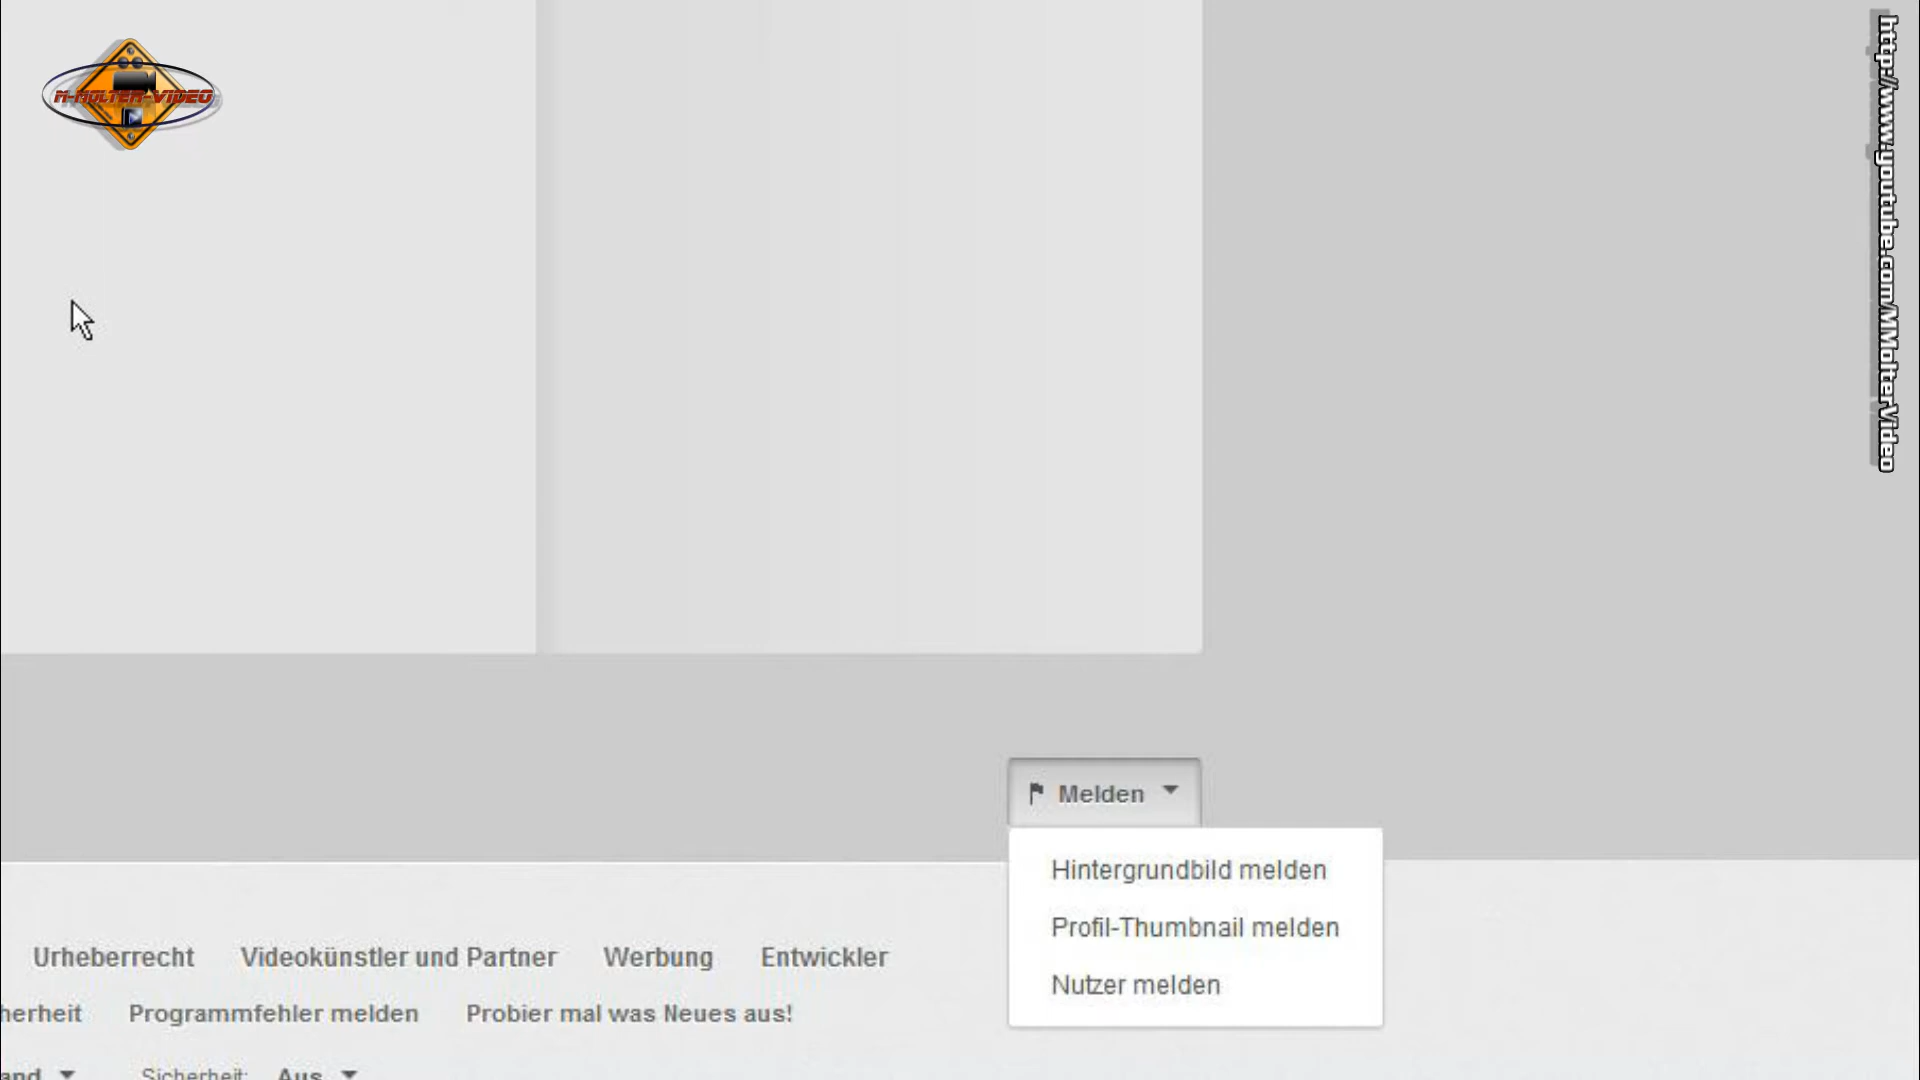 M-MOLTER-VIDEO
http://www.youtube.com/MMolterVideo
Melden
Hintergrundbild melden
Profil-Thumbnail melden
Nutzer melden
Urheberrecht Videokünstler und Partner Werbung Entwickler
herheit Programmfehler melden Probier mal was Neues aus!
and Sicherheit: Aus